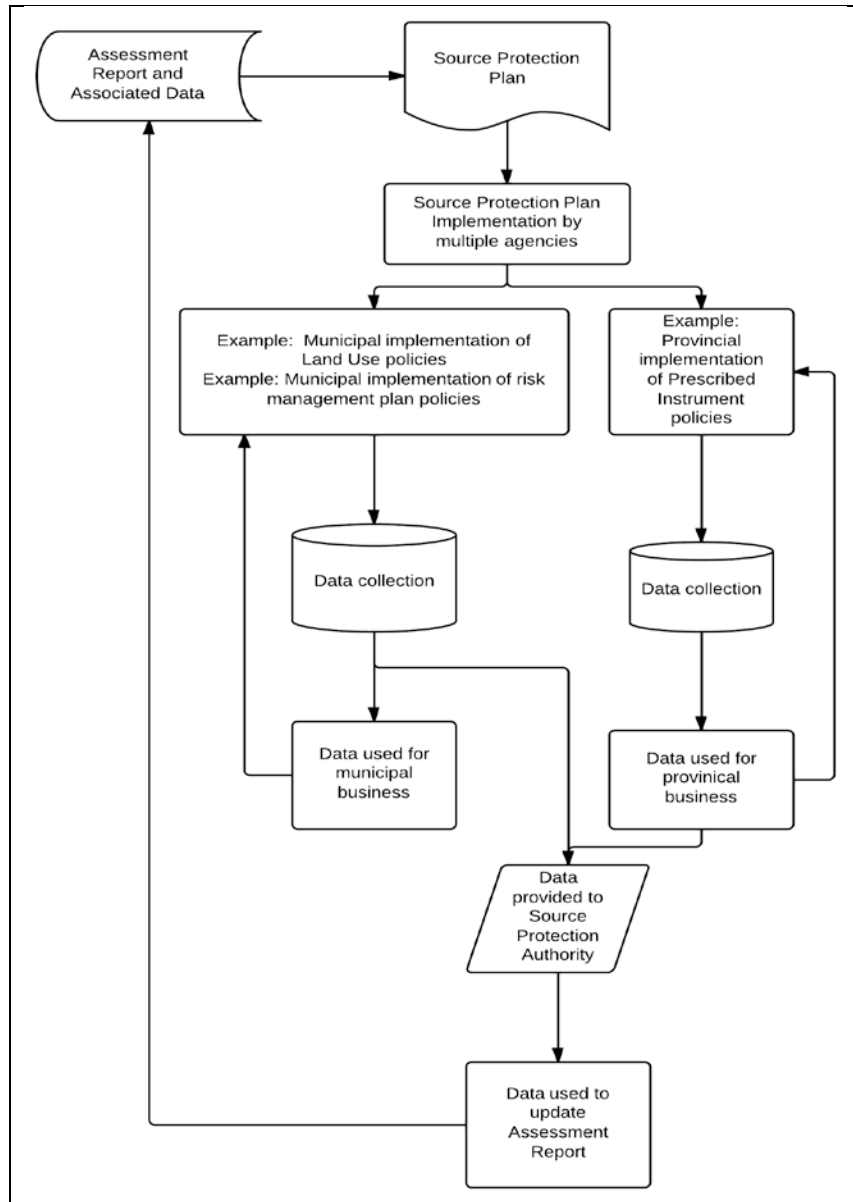 Assessment
Report and
Associated Data
Source Protection
Plan
Source Protection Plan
Implementation by
multiple agencies
Example:  Municipal implementation of
Land Use policies
Example: Municipal implementation of risk
management plan policies
Example:
Provincial
implementation
of Prescribed
Instrument
policies
Data collection
Data collection
Data used for
municipal
business
Data used for
provinical
business
Data
provided to
Source
Protection
Authority
Data used to
update
Assessment
Report